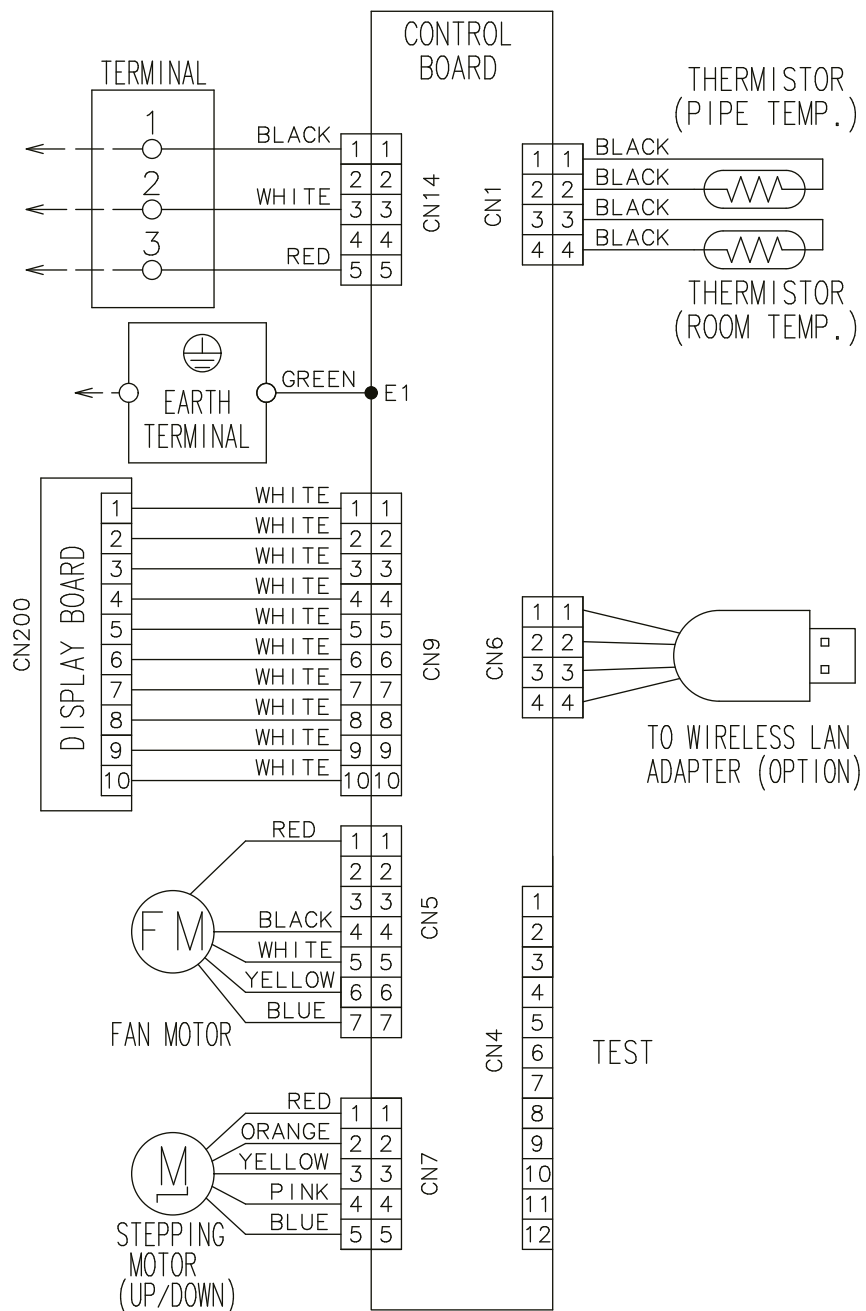 CONTROL
BOARD
TERMINAL
1
BLACK
2
WHITE
3
RED
1 1
2 2
3 3
4 4
5 5
CN14
THERMISTOR
(PIPE TEMP.)
CN1
1 1 BLACK
2 2 BLACK
3 3 BLACK
4 4 BLACK
THERMISTOR
(ROOM TEMP.)
EARTH
TERMINAL
GREEN
E1
CN200
DISPLAY BOARD
1 WHITE 1 1
2 WHITE 2 2
3 WHITE 3 3
4 WHITE 4 4
5 WHITE 5 5
6 WHITE 6 6
7 WHITE 7 7
8 WHITE 8 8
9 WHITE 9 9
10 WHITE 10 10
CN9
CN6
1 1
2 2
3 3
4 4
TO WIRELESS LAN
ADAPTER (OPTION)
FM
FAN MOTOR
RED 1 1
2 2
3 3
BLACK 4 4
WHITE 5 5
YELLOW 6 6
BLUE 7 7
CN5
CN4
1
2
3
4
5
6
7
8
9
10
11
12
TEST
M
STEPPING
MOTOR
(UP/DOWN)
RED 1 1
ORANGE 2 2
YELLOW 3 3
PINK 4 4
BLUE 5 5
CN7